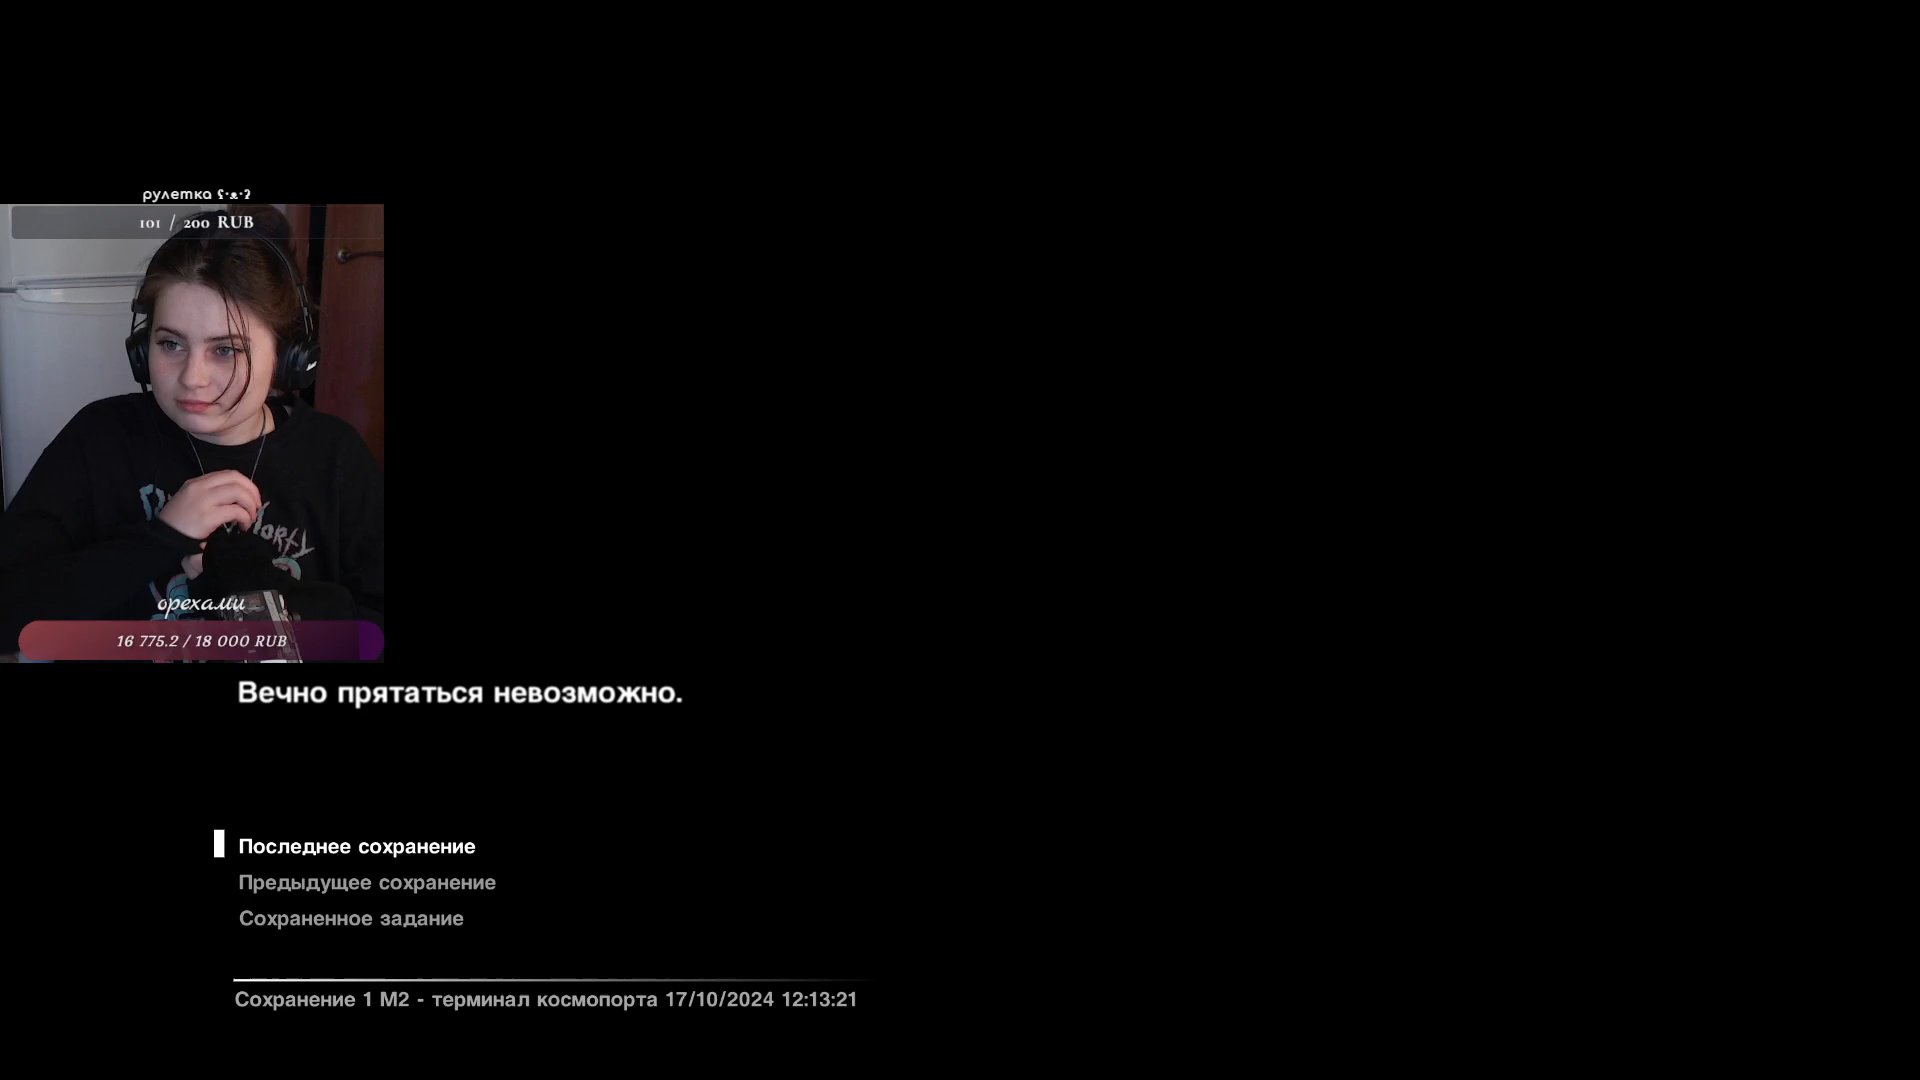 рулетка ʕ·ᴥ·ʔ
101 / 200 RUB
Morty
орехами
16 775.2 / 18 000 RUB
Вечно прятаться невозможно.
Последнее сохранение
Предыдущее сохранение
Сохраненное задание
Сохранение 1 М2 - терминал космопорта 17/10/2024 12:13:21